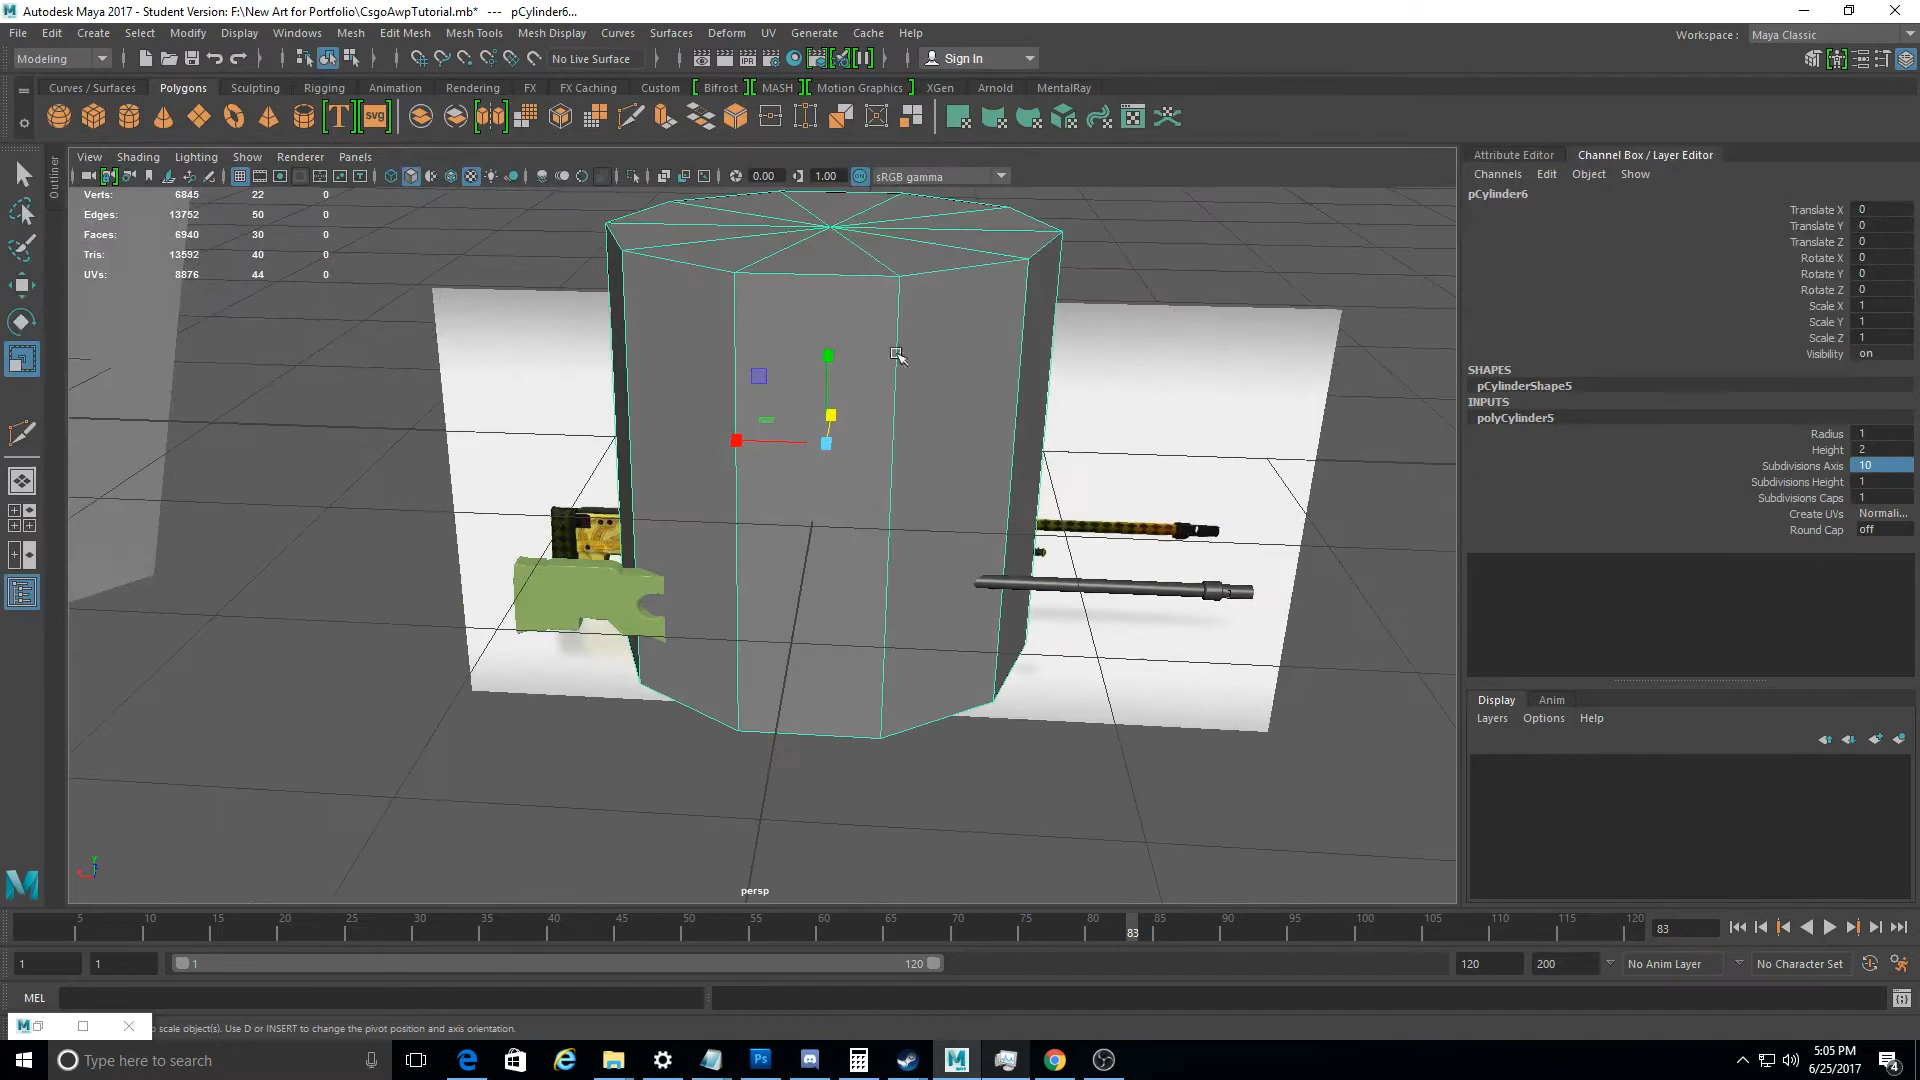 Autodesk Maya 2017 - Student Version: F:\New Art for Portfolio\CsgoAwpTutorial.mb*   ---   pCylinder6...
File Edit Create Select Modify Display Windows Mesh Edit Mesh Mesh Tools Mesh Display Curves Surfaces Deform UV Generate Cache Help
Workspace : Maya Classic
Modeling No Live Surface Sign In
Curves / Surfaces Polygons Sculpting Rigging Animation Rendering FX FX Caching Custom Bifrost MASH Motion Graphics XGen Arnold MentalRay
T svg
Outliner
View Shading Lighting Show Renderer Panels
0.00 1.00 sRGB gamma
Verts: 6845 22 0
Edges: 13752 50 0
Faces: 6940 30 0
Tris: 13592 40 0
UVs: 8876 44 0
persp
Attribute Editor Channel Box / Layer Editor
Channels Edit Object Show
pCylinder6
Translate X 0
Translate Y 0
Translate Z 0
Rotate X 0
Rotate Y 0
Rotate Z 0
Scale X 1
Scale Y 1
Scale Z 1
Visibility on
SHAPES
pCylinderShape5
INPUTS
polyCylinder5
Radius 1
Height 2
Subdivisions Axis 10
Subdivisions Height 1
Subdivisions Caps 1
Create UVs Normali...
Round Cap off
Display Anim
Layers Options Help
5 10 15 20 25 30 35 40 45 50 55 60 65 70 75 80 85 90 95 100 105 110 115 120
83 83
1 1 1 120 120 200 No Anim Layer No Character Set
MEL
o scale object(s). Use D or INSERT to change the pivot position and axis orientation.
Type here to search
5:05 PM
6/25/2017
4